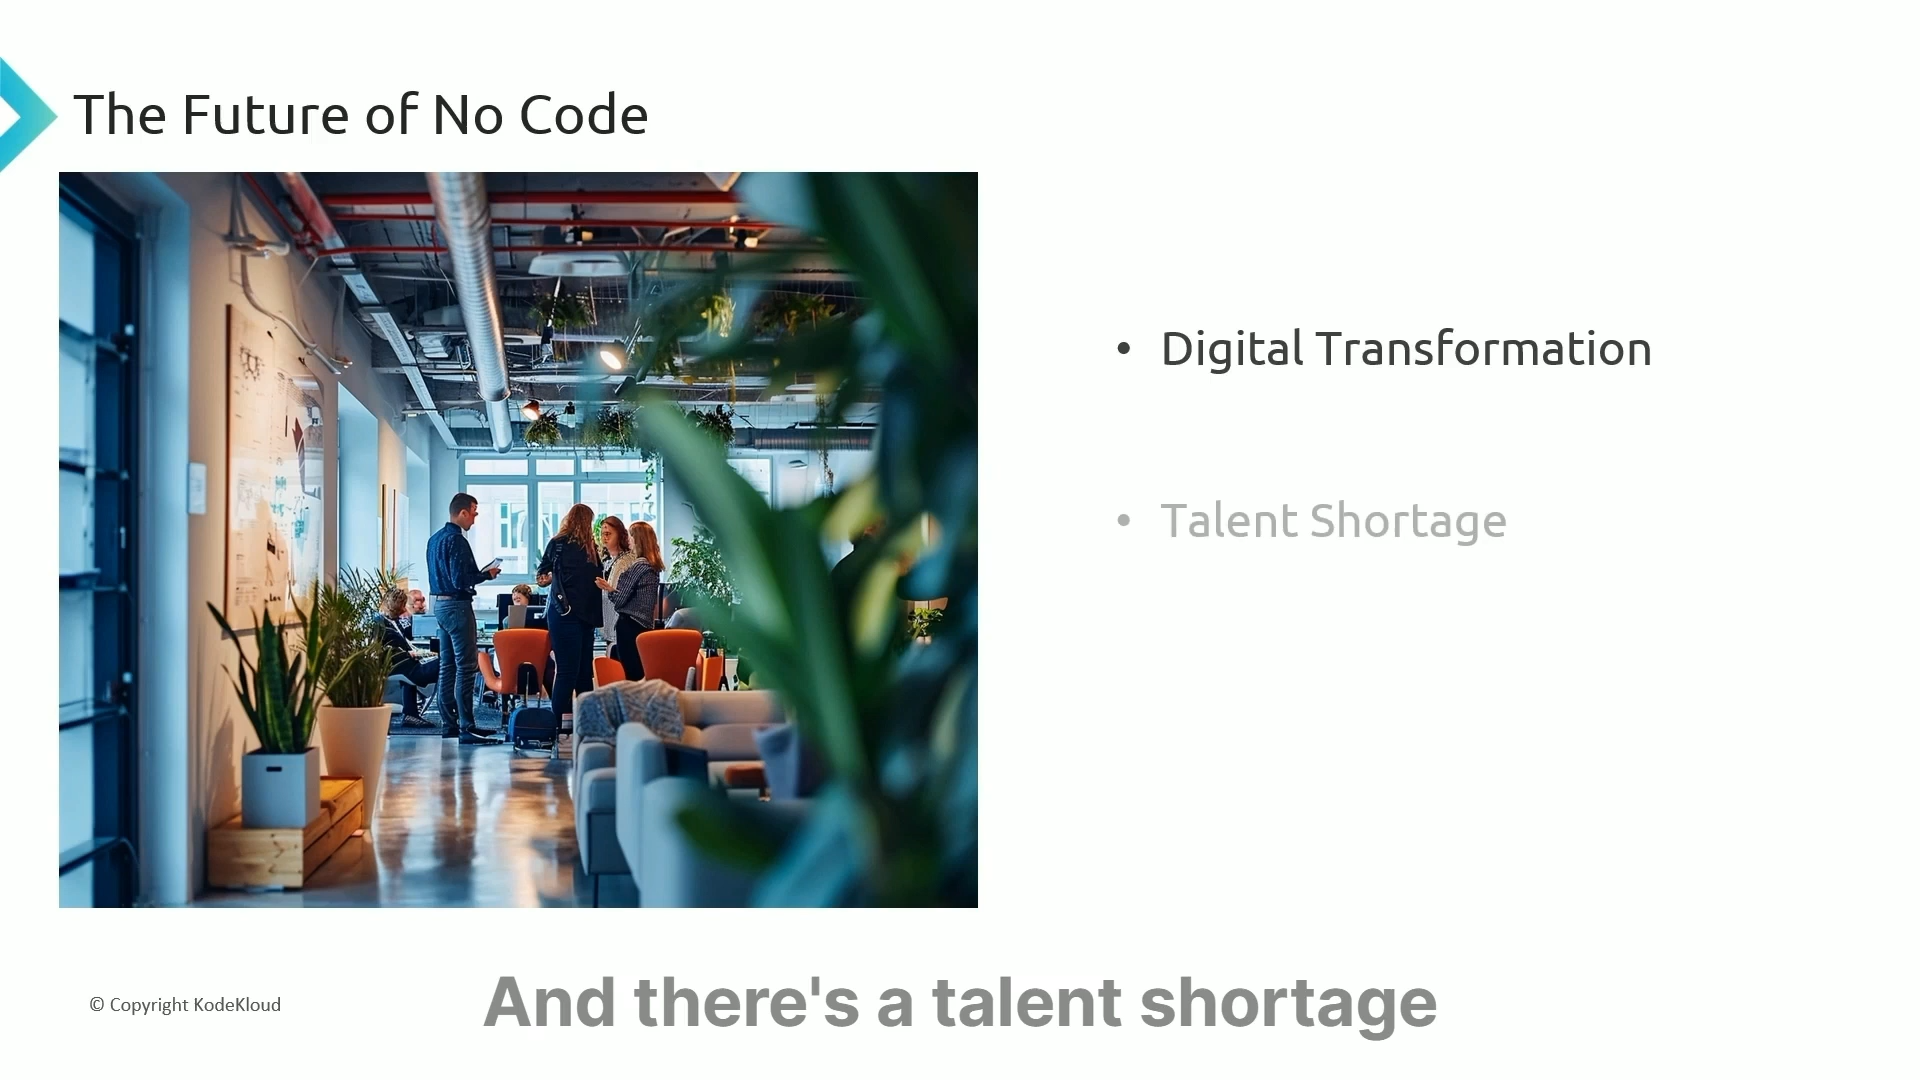 The Future of No Code
• Digital Transformation
• Talent Shortage
© Copyright KodeKloud
And there's a talent shortage